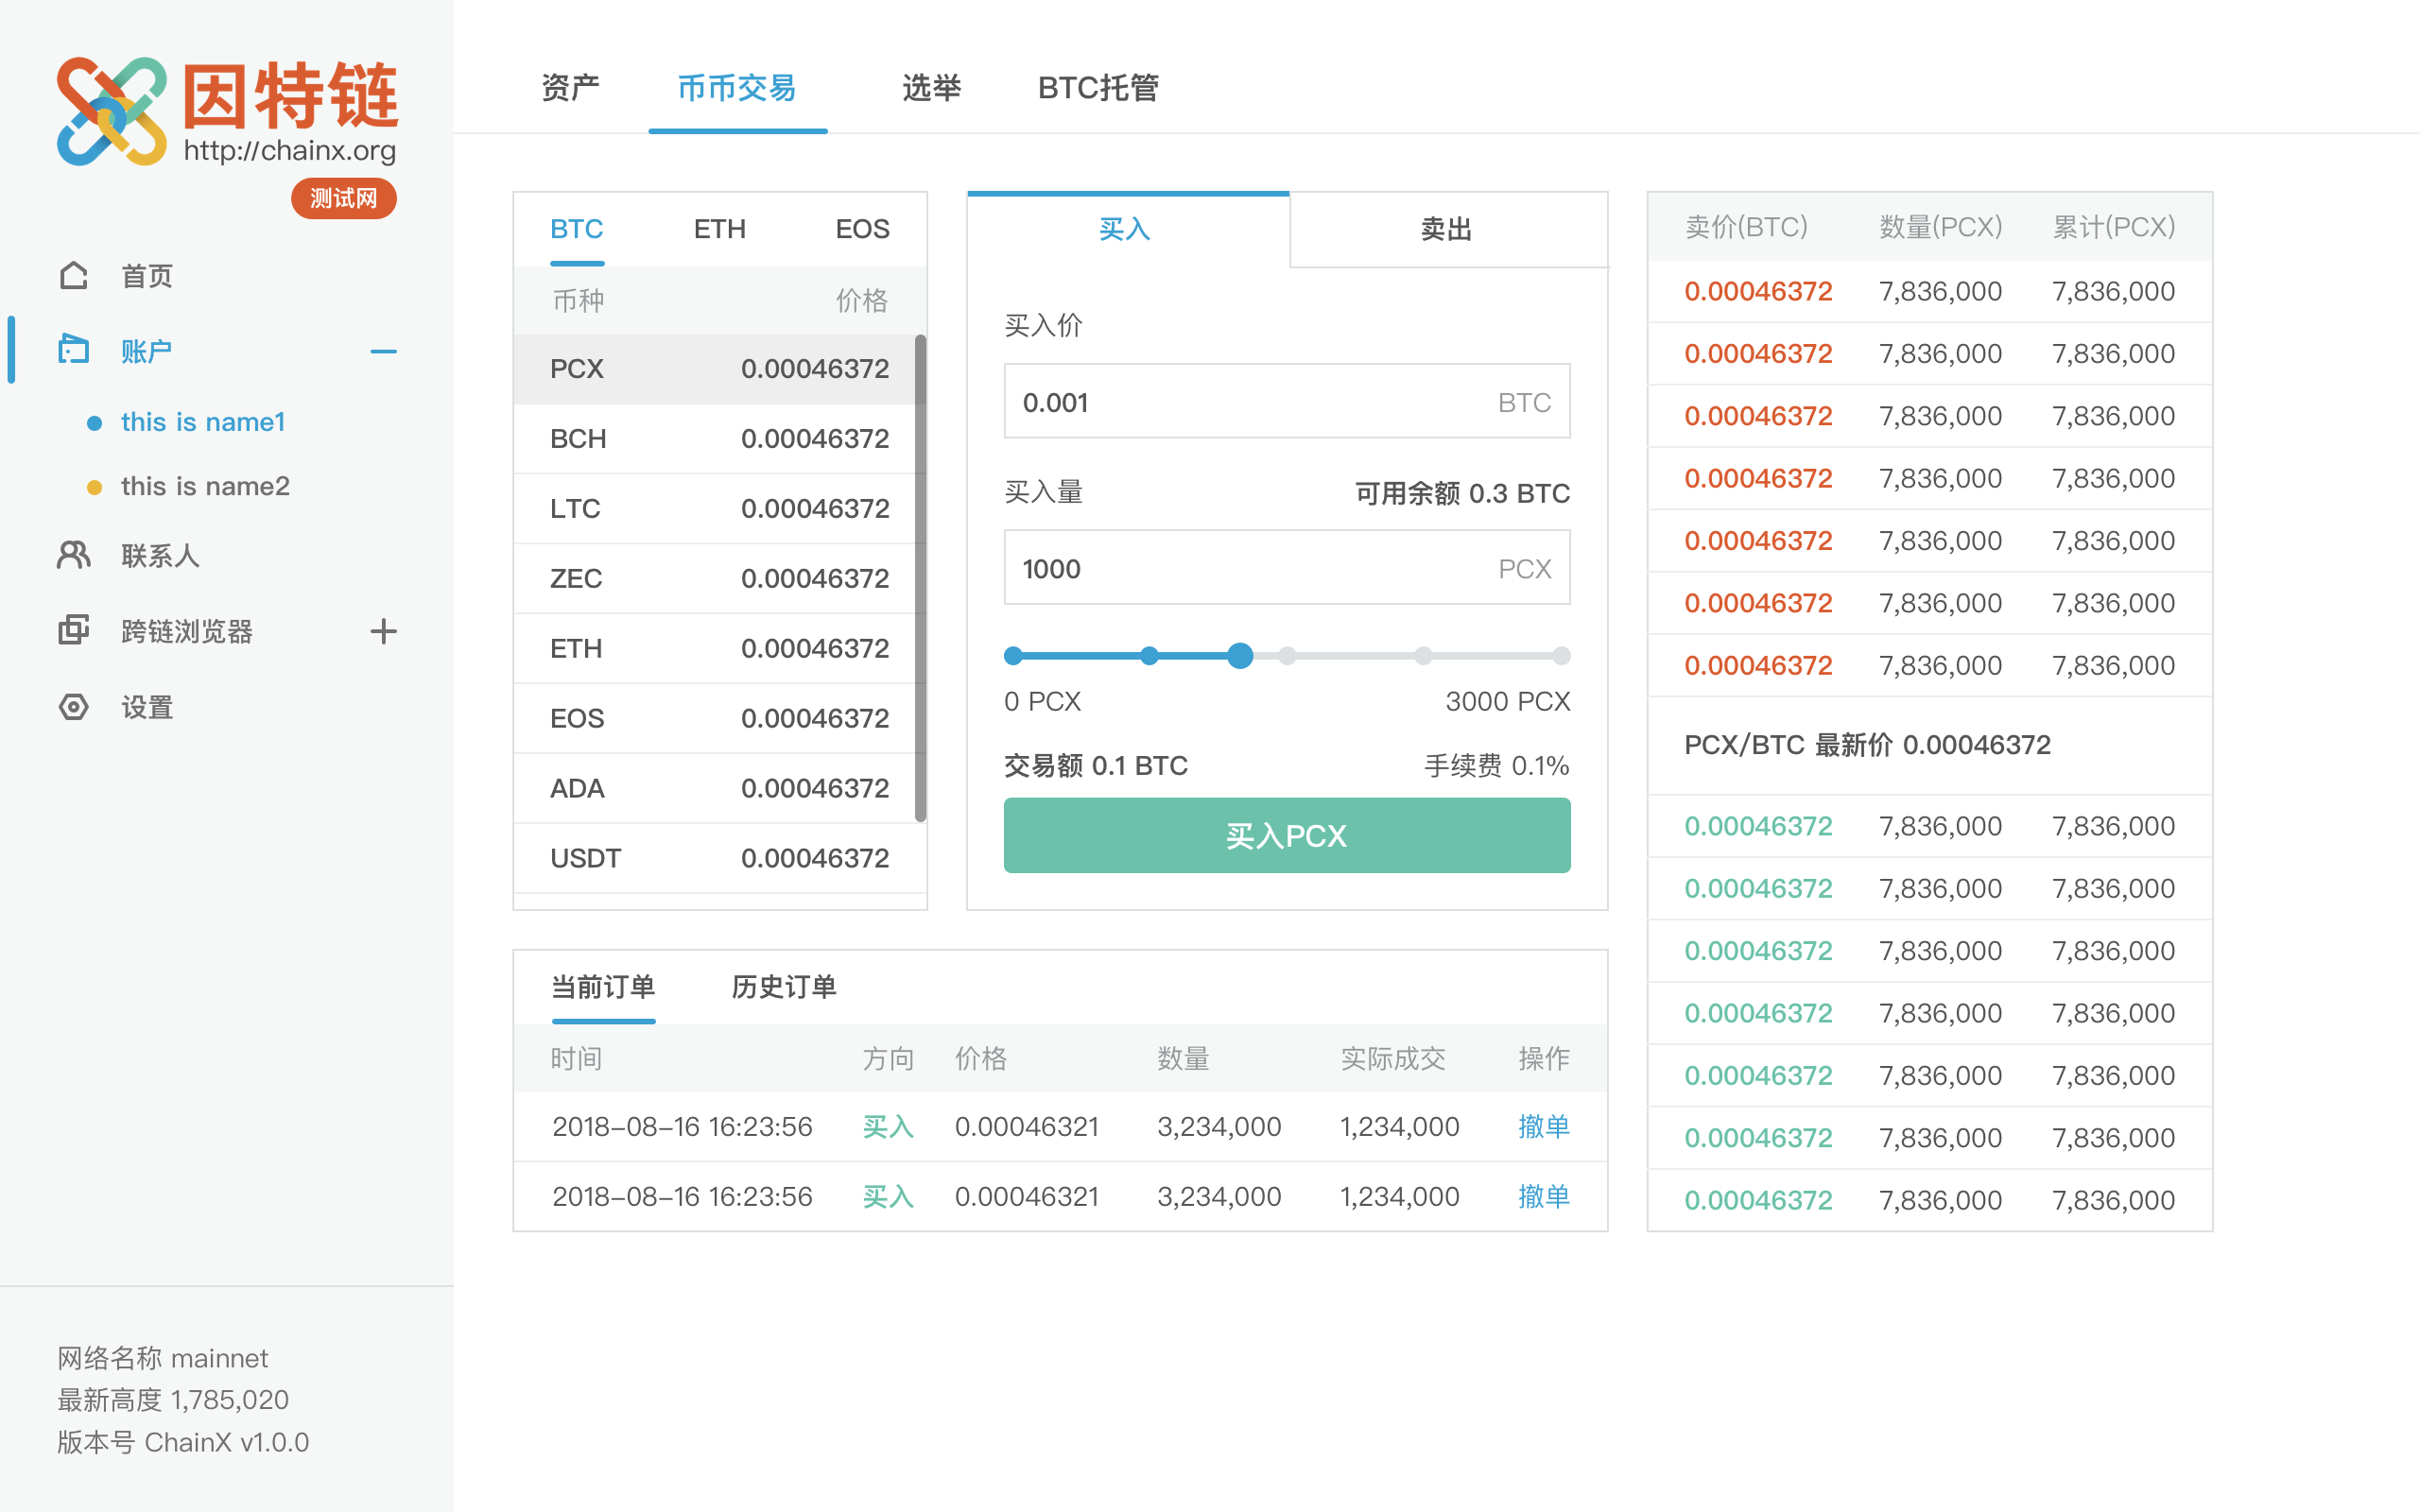 因特链
http://chainx.org
测试网
首页
账户
this is name1
this is name2
联系人
跨链浏览器
设置
网络名称 mainnet
最新高度 1,785,020
版本号 ChainX v1.0.0
资产 币币交易 选举 BTC托管
BTC ETH EOS
币种 价格
PCX 0.00046372
BCH 0.00046372
LTC 0.00046372
ZEC 0.00046372
ETH 0.00046372
EOS 0.00046372
ADA 0.00046372
USDT 0.00046372
买入 卖出
买入价
0.001 BTC
买入量 可用余额 0.3 BTC
1000 PCX
0 PCX 3000 PCX
交易额 0.1 BTC 手续费 0.1%
买入PCX
卖价(BTC) 数量(PCX) 累计(PCX)
0.00046372 7,836,000 7,836,000
0.00046372 7,836,000 7,836,000
0.00046372 7,836,000 7,836,000
0.00046372 7,836,000 7,836,000
0.00046372 7,836,000 7,836,000
0.00046372 7,836,000 7,836,000
0.00046372 7,836,000 7,836,000
PCX/BTC 最新价 0.00046372
0.00046372 7,836,000 7,836,000
0.00046372 7,836,000 7,836,000
0.00046372 7,836,000 7,836,000
0.00046372 7,836,000 7,836,000
0.00046372 7,836,000 7,836,000
0.00046372 7,836,000 7,836,000
0.00046372 7,836,000 7,836,000
当前订单 历史订单
时间 方向 价格 数量 实际成交 操作
2018-08-16 16:23:56 买入 0.00046321 3,234,000 1,234,000 撤单
2018-08-16 16:23:56 买入 0.00046321 3,234,000 1,234,000 撤单